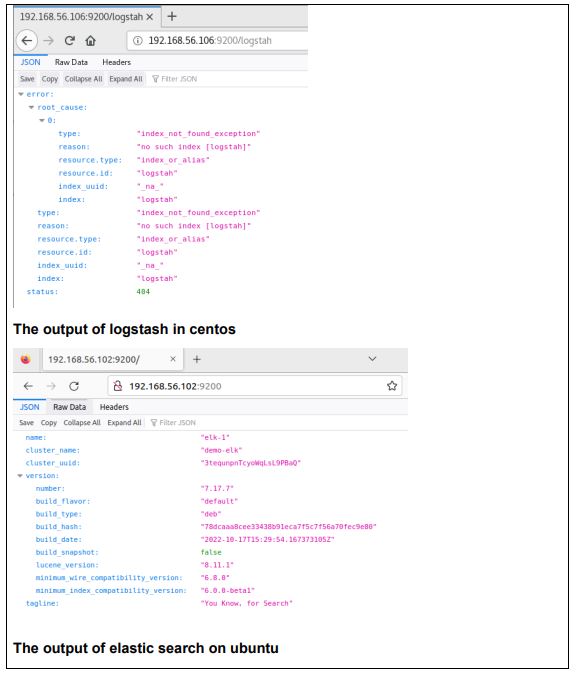 192.168.56.106:9200/logstah × +
192.168.56.106:9200/logstah
JSON Raw Data Headers
Save Copy Collapse All Expand All Filter JSON
error:
root_cause:
0:
type: "index_not_found_exception"
reason: "no such index [logstah]"
resource.type: "index_or_alias"
resource.id: "logstah"
index_uuid: "_na_"
index: "logstah"
type: "index_not_found_exception"
reason: "no such index [logstah]"
resource.type: "index_or_alias"
resource.id: "logstah"
index_uuid: "_na_"
index: "logstah"
status: 404
The output of logstash in centos
192.168.56.102:9200/ × +
192.168.56.102:9200
JSON Raw Data Headers
Save Copy Collapse All Expand All Filter JSON
name: "elk-1"
cluster_name: "demo-elk"
cluster_uuid: "3tequnpnTcyoWqLsL9PBaQ"
version:
number: "7.17.7"
build_flavor: "default"
build_type: "deb"
build_hash: "78dcaaa8cee33438b91eca7f5c7f56a70fec9e80"
build_date: "2022-10-17T15:29:54.167373105Z"
build_snapshot: false
lucene_version: "8.11.1"
minimum_wire_compatibility_version: "6.8.0"
minimum_index_compatibility_version: "6.0.0-beta1"
tagline: "You Know, for Search"
The output of elastic search on ubuntu